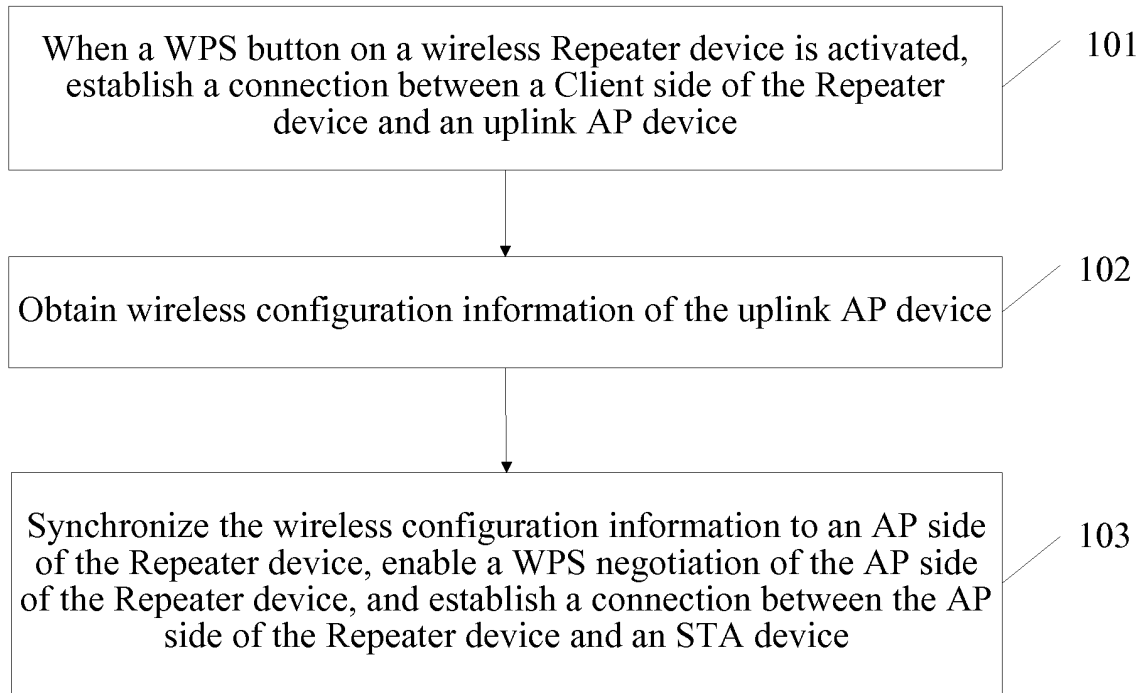 When a WPS button on a wireless Repeater device is activated,
establish a connection between a Client side of the Repeater
device and an uplink AP device
101
Obtain wireless configuration information of the uplink AP device
102
Synchronize the wireless configuration information to an AP side
of the Repeater device, enable a WPS negotiation of the AP side
of the Repeater device, and establish a connection between the AP
side of the Repeater device and an STA device
103